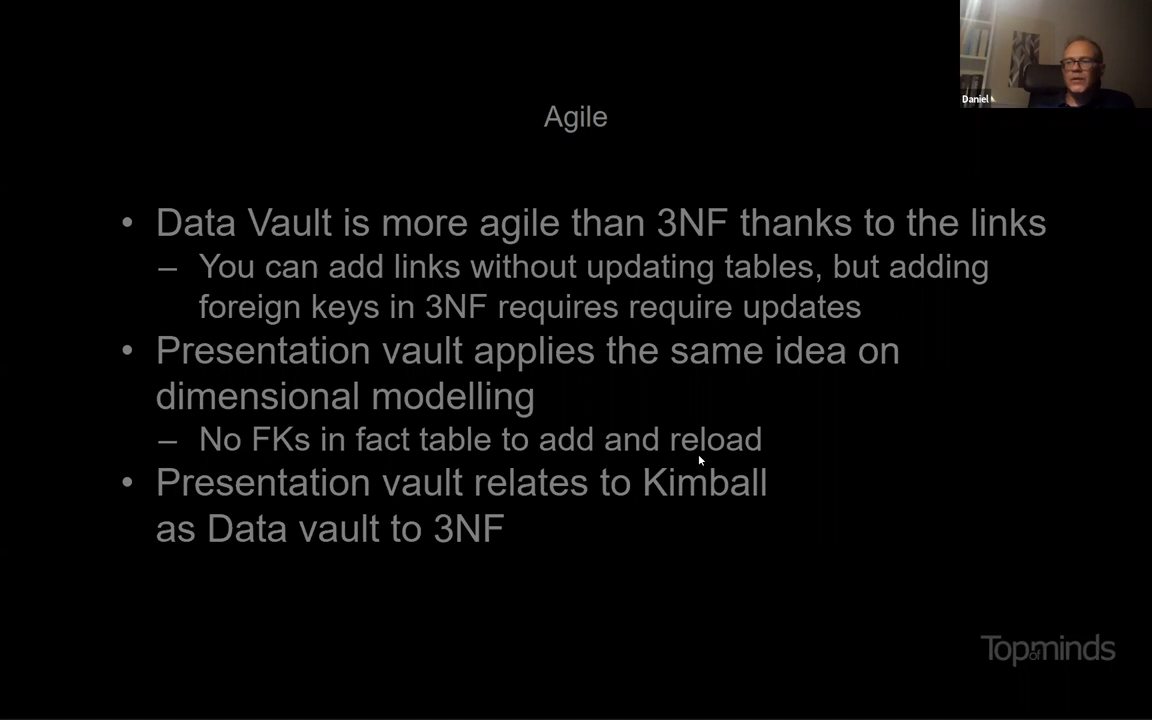 Daniel
Agile
• Data Vault is more agile than 3NF thanks to the links
– You can add links without updating tables, but adding
foreign keys in 3NF requires require updates
• Presentation vault applies the same idea on
dimensional modelling
– No FKs in fact table to add and reload
• Presentation vault relates to Kimball
as Data vault to 3NF
Topofminds